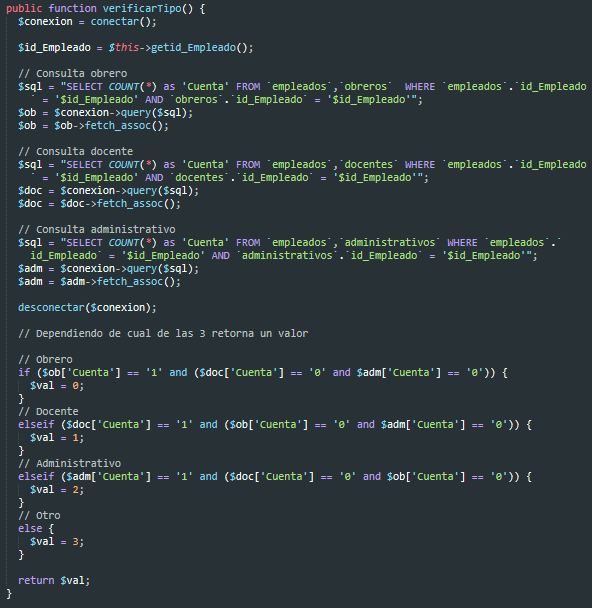 public function verificarTipo() {
$conexion = conectar();
$id_Empleado = $this->getid_Empleado();
// Consulta obrero
$sql = "SELECT COUNT(*) as 'Cuenta' FROM `empleados`,`obreros`  WHERE `empleados`.`id_Empleado
` = '$id_Empleado' AND `obreros`.`id_Empleado` = '$id_Empleado'";
$ob = $conexion->query($sql);
$ob = $ob->fetch_assoc();
// Consulta docente
$sql = "SELECT COUNT(*) as 'Cuenta' FROM `empleados`,`docentes` WHERE `empleados`.`id_Empleado
` = '$id_Empleado' AND `docentes`.`id_Empleado` = '$id_Empleado'";
$doc = $conexion->query($sql);
$doc = $doc->fetch_assoc();
// Consulta administrativo
$sql = "SELECT COUNT(*) as 'Cuenta' FROM `empleados`,`administrativos` WHERE `empleados`.`
id_Empleado` = '$id_Empleado' AND `administrativos`.`id_Empleado` = '$id_Empleado'";
$adm = $conexion->query($sql);
$adm = $adm->fetch_assoc();
desconectar($conexion);
// Dependiendo de cual de las 3 retorna un valor
// Obrero
if ($ob['Cuenta'] == '1' and ($doc['Cuenta'] == '0' and $adm['Cuenta'] == '0')) {
$val = 0;
}
// Docente
elseif ($doc['Cuenta'] == '1' and ($ob['Cuenta'] == '0' and $adm['Cuenta'] == '0')) {
$val = 1;
}
// Administrativo
elseif ($adm['Cuenta'] == '1' and ($doc['Cuenta'] == '0' and $ob['Cuenta'] == '0')) {
$val = 2;
}
// Otro
else {
$val = 3;
}
return $val;
}